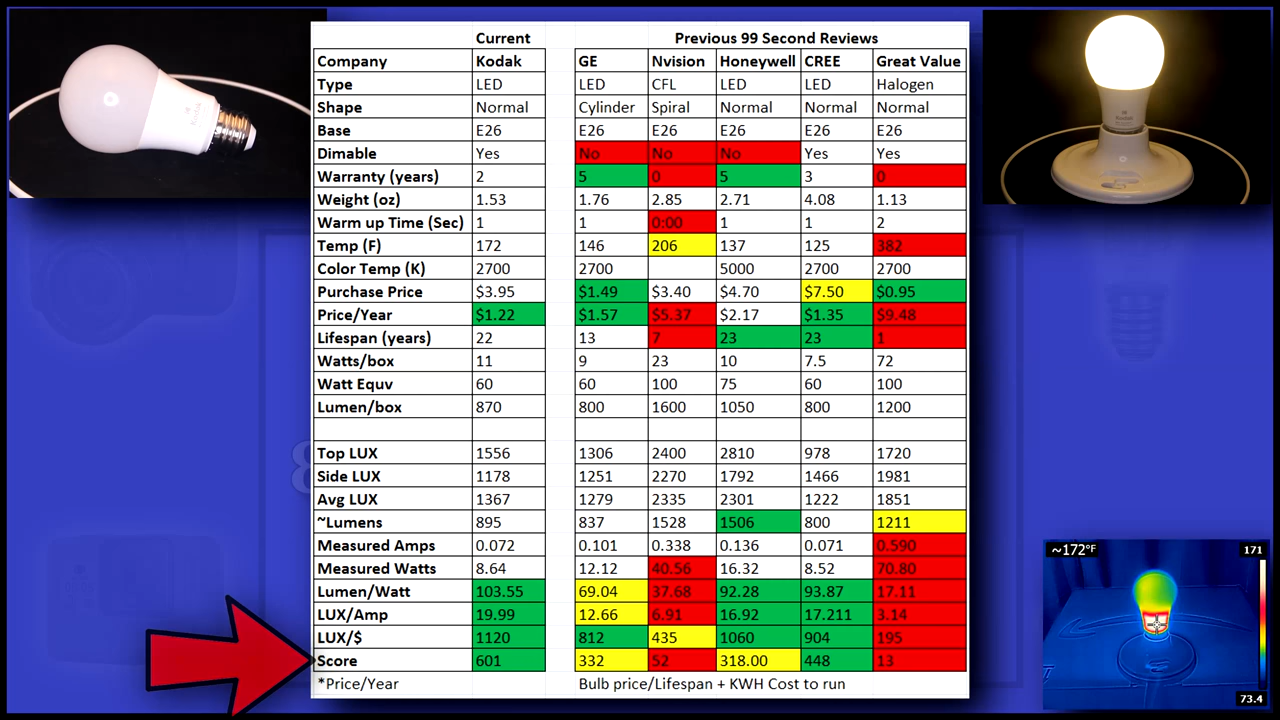 Current Previous 99 Second Reviews
Company Kodak GE Nvision Honeywell CREE Great Value
Type LED LED CFL LED LED Halogen
Shape Normal Cylinder Spiral Normal Normal Normal
Base E26 E26 E26 E26 E26 E26
Dimable Yes No No No Yes Yes
Warranty (years) 2 5 0 5 3 0
Weight (oz) 1.53 1.76 2.85 2.71 4.08 1.13
Warm up Time (Sec) 1 1 0:00 1 1 2
Temp (F) 172 146 206 137 125 382
Color Temp (K) 2700 2700 5000 2700 2700
Purchase Price $3.95 $1.49 $3.40 $4.70 $7.50 $0.95
Price/Year $1.22 $1.57 $5.37 $2.17 $1.35 $9.48
Lifespan (years) 22 13 7 23 23 1
Watts/box 11 9 23 10 7.5 72
Watt Equv 60 60 100 75 60 100
Lumen/box 870 800 1600 1050 800 1200
Top LUX 1556 1306 2400 2810 978 1720
Side LUX 1178 1251 2270 1792 1466 1981
Avg LUX 1367 1279 2335 2301 1222 1851
~Lumens 895 837 1528 1506 800 1211
Measured Amps 0.072 0.101 0.338 0.136 0.071 0.590
Measured Watts 8.64 12.12 40.56 16.32 8.52 70.80
Lumen/Watt 103.55 69.04 37.68 92.28 93.87 17.11
LUX/Amp 19.99 12.66 6.91 16.92 17.211 3.14
LUX/$ 1120 812 435 1060 904 195
Score 601 332 52 318.00 448 13
*Price/Year Bulb price/Lifespan + KWH Cost to run
~172°F 171
73.4